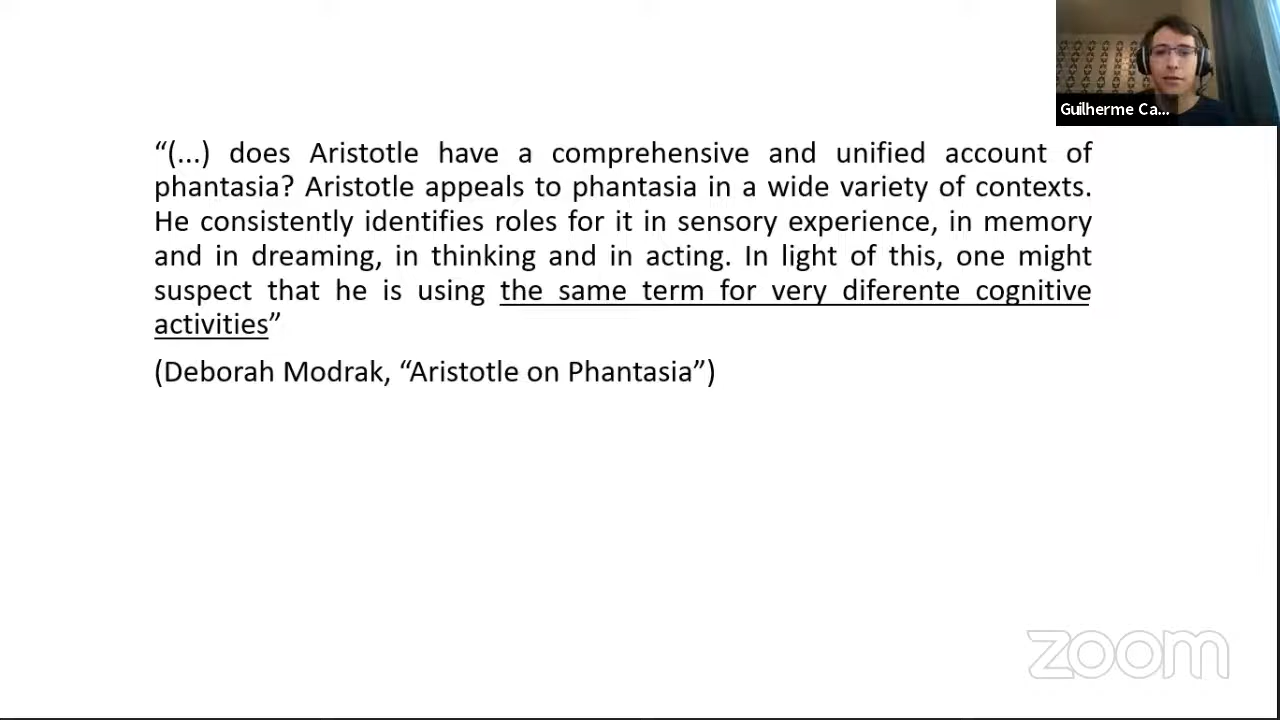 Guilherme Ca...
“(...) does Aristotle have a comprehensive and unified account of
phantasia? Aristotle appeals to phantasia in a wide variety of contexts.
He consistently identifies roles for it in sensory experience, in memory
and in dreaming, in thinking and in acting. In light of this, one might
suspect that he is using the same term for very diferente cognitive
activities”
(Deborah Modrak, “Aristotle on Phantasia”)
zoom